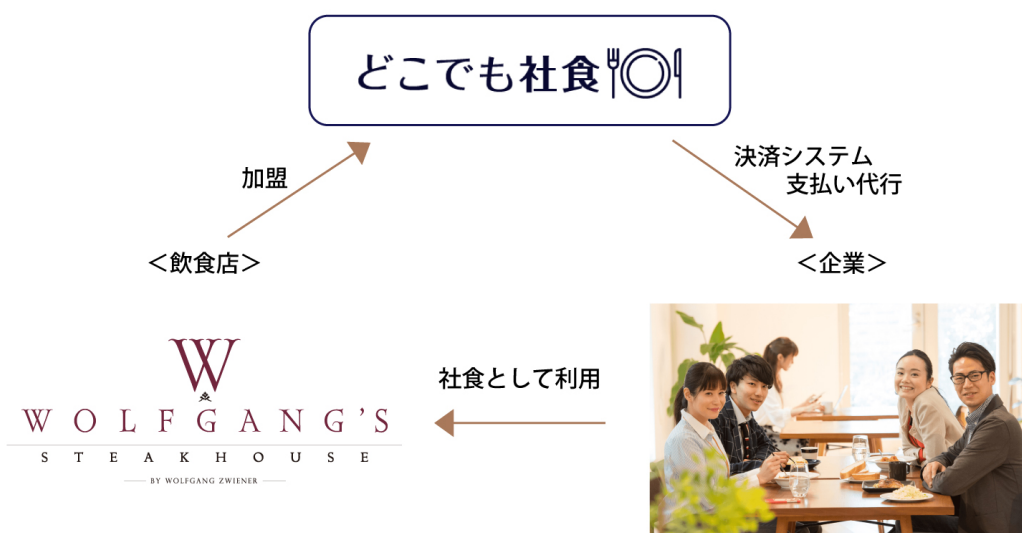 どこでも社食
加盟
決済システム
支払い代行
＜飲食店＞
＜企業＞
社食として利用
W
WOLFGANG'S
STEAKHOUSE
BY WOLFGANG ZWIENER